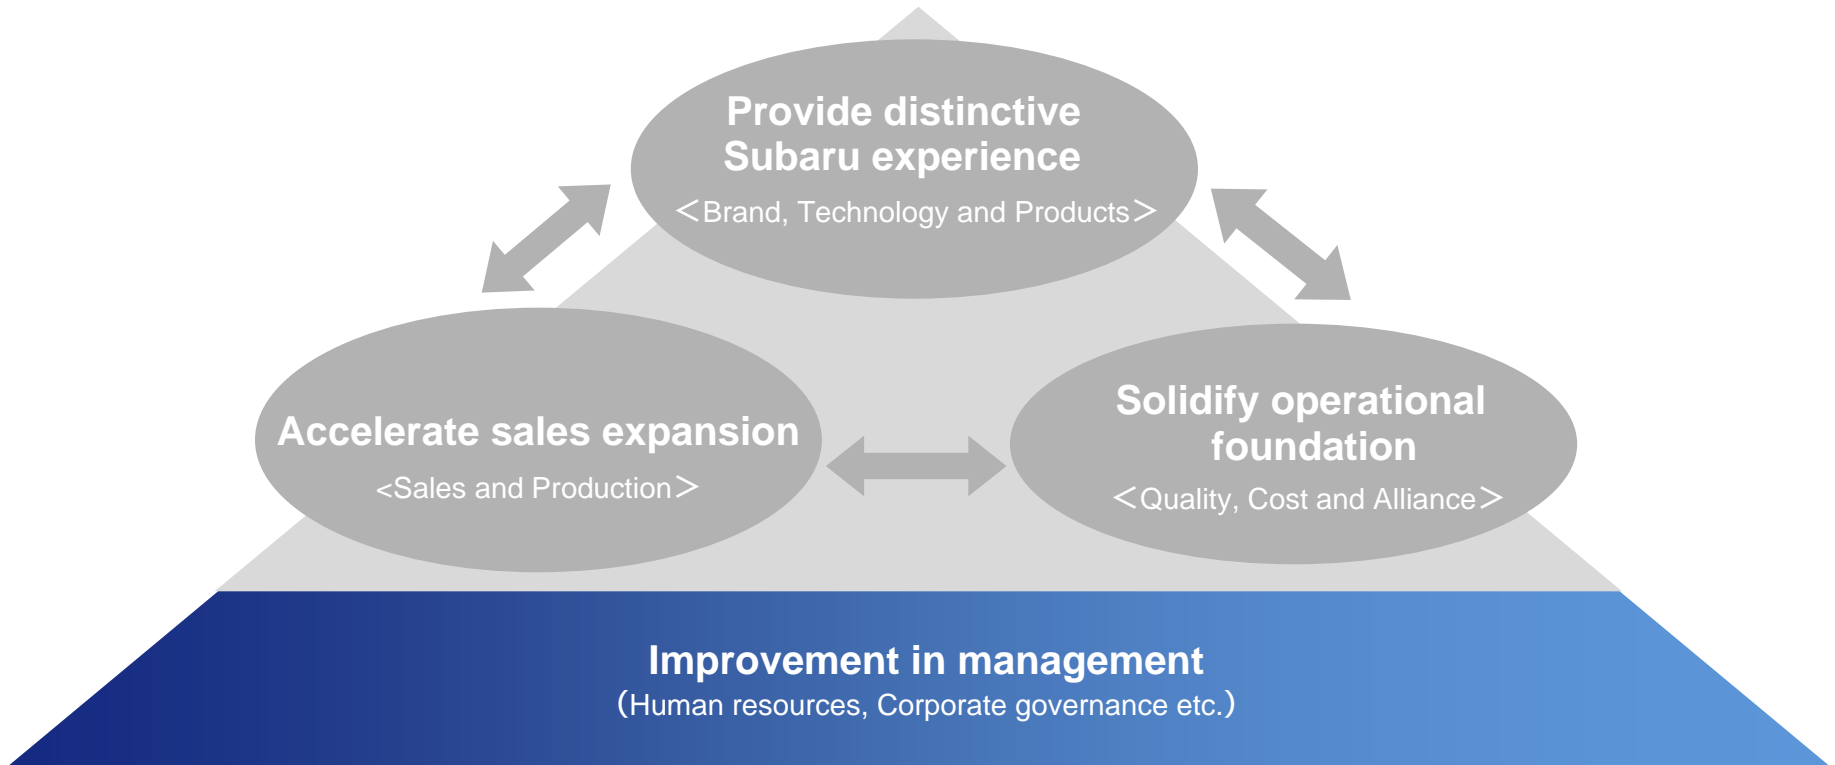 Provide distinctive
Subaru experience
＜Brand, Technology and Products＞
Accelerate sales expansion
<Sales and Production＞
Solidify operational
foundation
＜Quality, Cost and Alliance＞
Improvement in management
（Human resources, Corporate governance etc.）